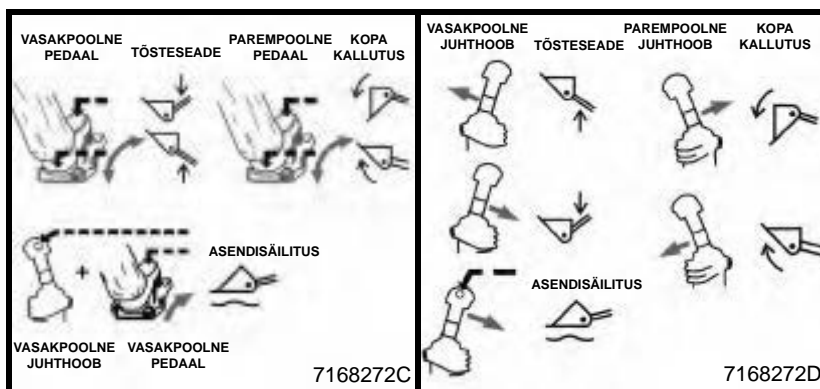 VASAKPOOLNE
PEDAAL
TÕSTESEADE
PAREMPOOLNE
PEDAAL
KOPA
KALLUTUS
ASENDISÄILITUS
VASAKPOOLNE
JUHTHOOB
VASAKPOOLNE
PEDAAL
7168272C
VASAKPOOLNE
JUHTHOOB
TÕSTESEADE
PAREMPOOLNE
JUHTHOOB
KOPA
KALLUTUS
ASENDISÄILITUS
7168272D